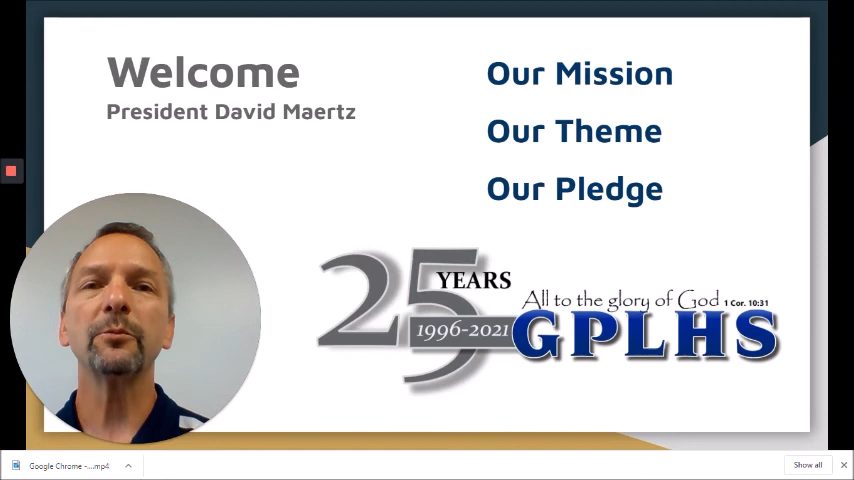 Welcome
President David Maertz
Our Mission
Our Theme
Our Pledge
25 YEARS
1996-2021
All to the glory of God 1 Cor. 10:31
GPLHS
Google Chrome -....mp4
Show all